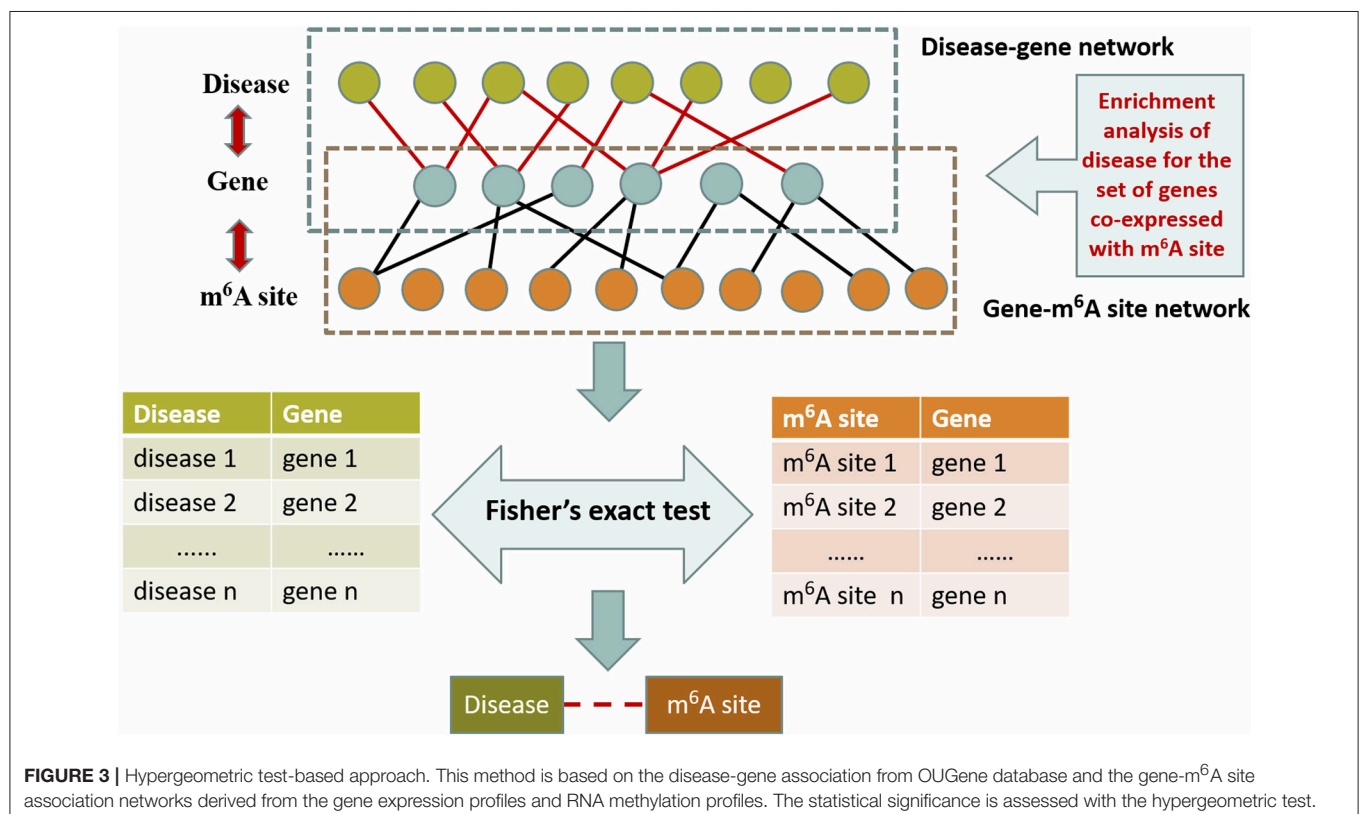 Disease-gene network
Disease
Gene
m⁶A site
Enrichment
analysis of
disease for the
set of genes
co-expressed
with m⁶A site
Gene-m⁶A site network
Disease Gene
disease 1 gene 1
disease 2 gene 2
...... ......
disease n gene n
Fisher's exact test
m⁶A site Gene
m⁶A site 1 gene 1
m⁶A site 2 gene 2
...... ......
m⁶A site n gene n
Disease
m⁶A site
FIGURE 3 | Hypergeometric test-based approach. This method is based on the disease-gene association from OUGene database and the gene-m⁶A site
association networks derived from the gene expression profiles and RNA methylation profiles. The statistical significance is assessed with the hypergeometric test.